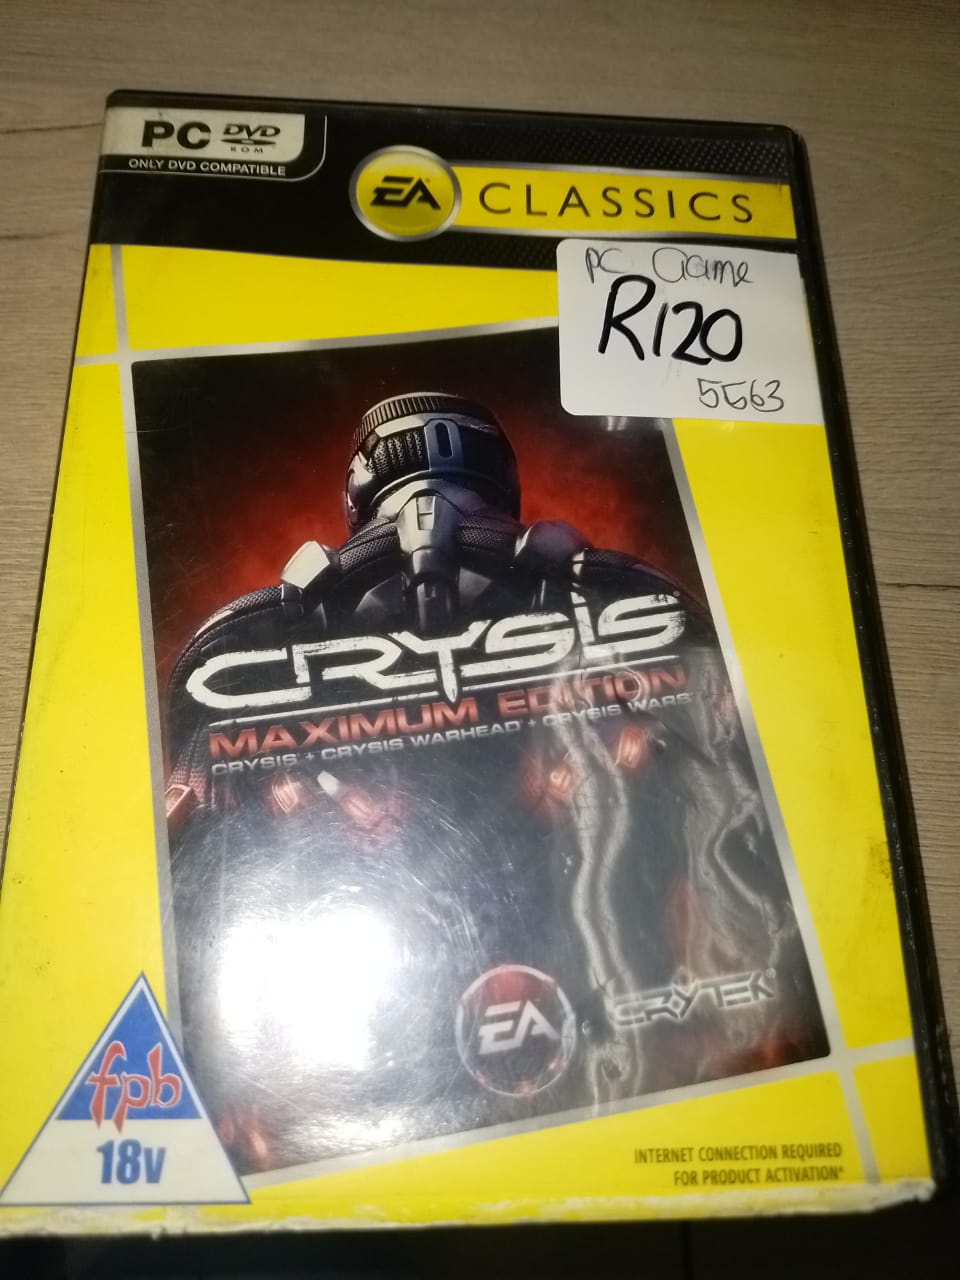 PC DVD
ROM
ONLY DVD COMPATIBLE
EA CLASSICS
PC Game
R120
5563
CRYSIS®
MAXIMUM EDITION
CRYSIS + CRYSIS WARHEAD + CRYSIS WARS
EA CRYTEK®
fpb
18V
INTERNET CONNECTION REQUIRED
FOR PRODUCT ACTIVATION*